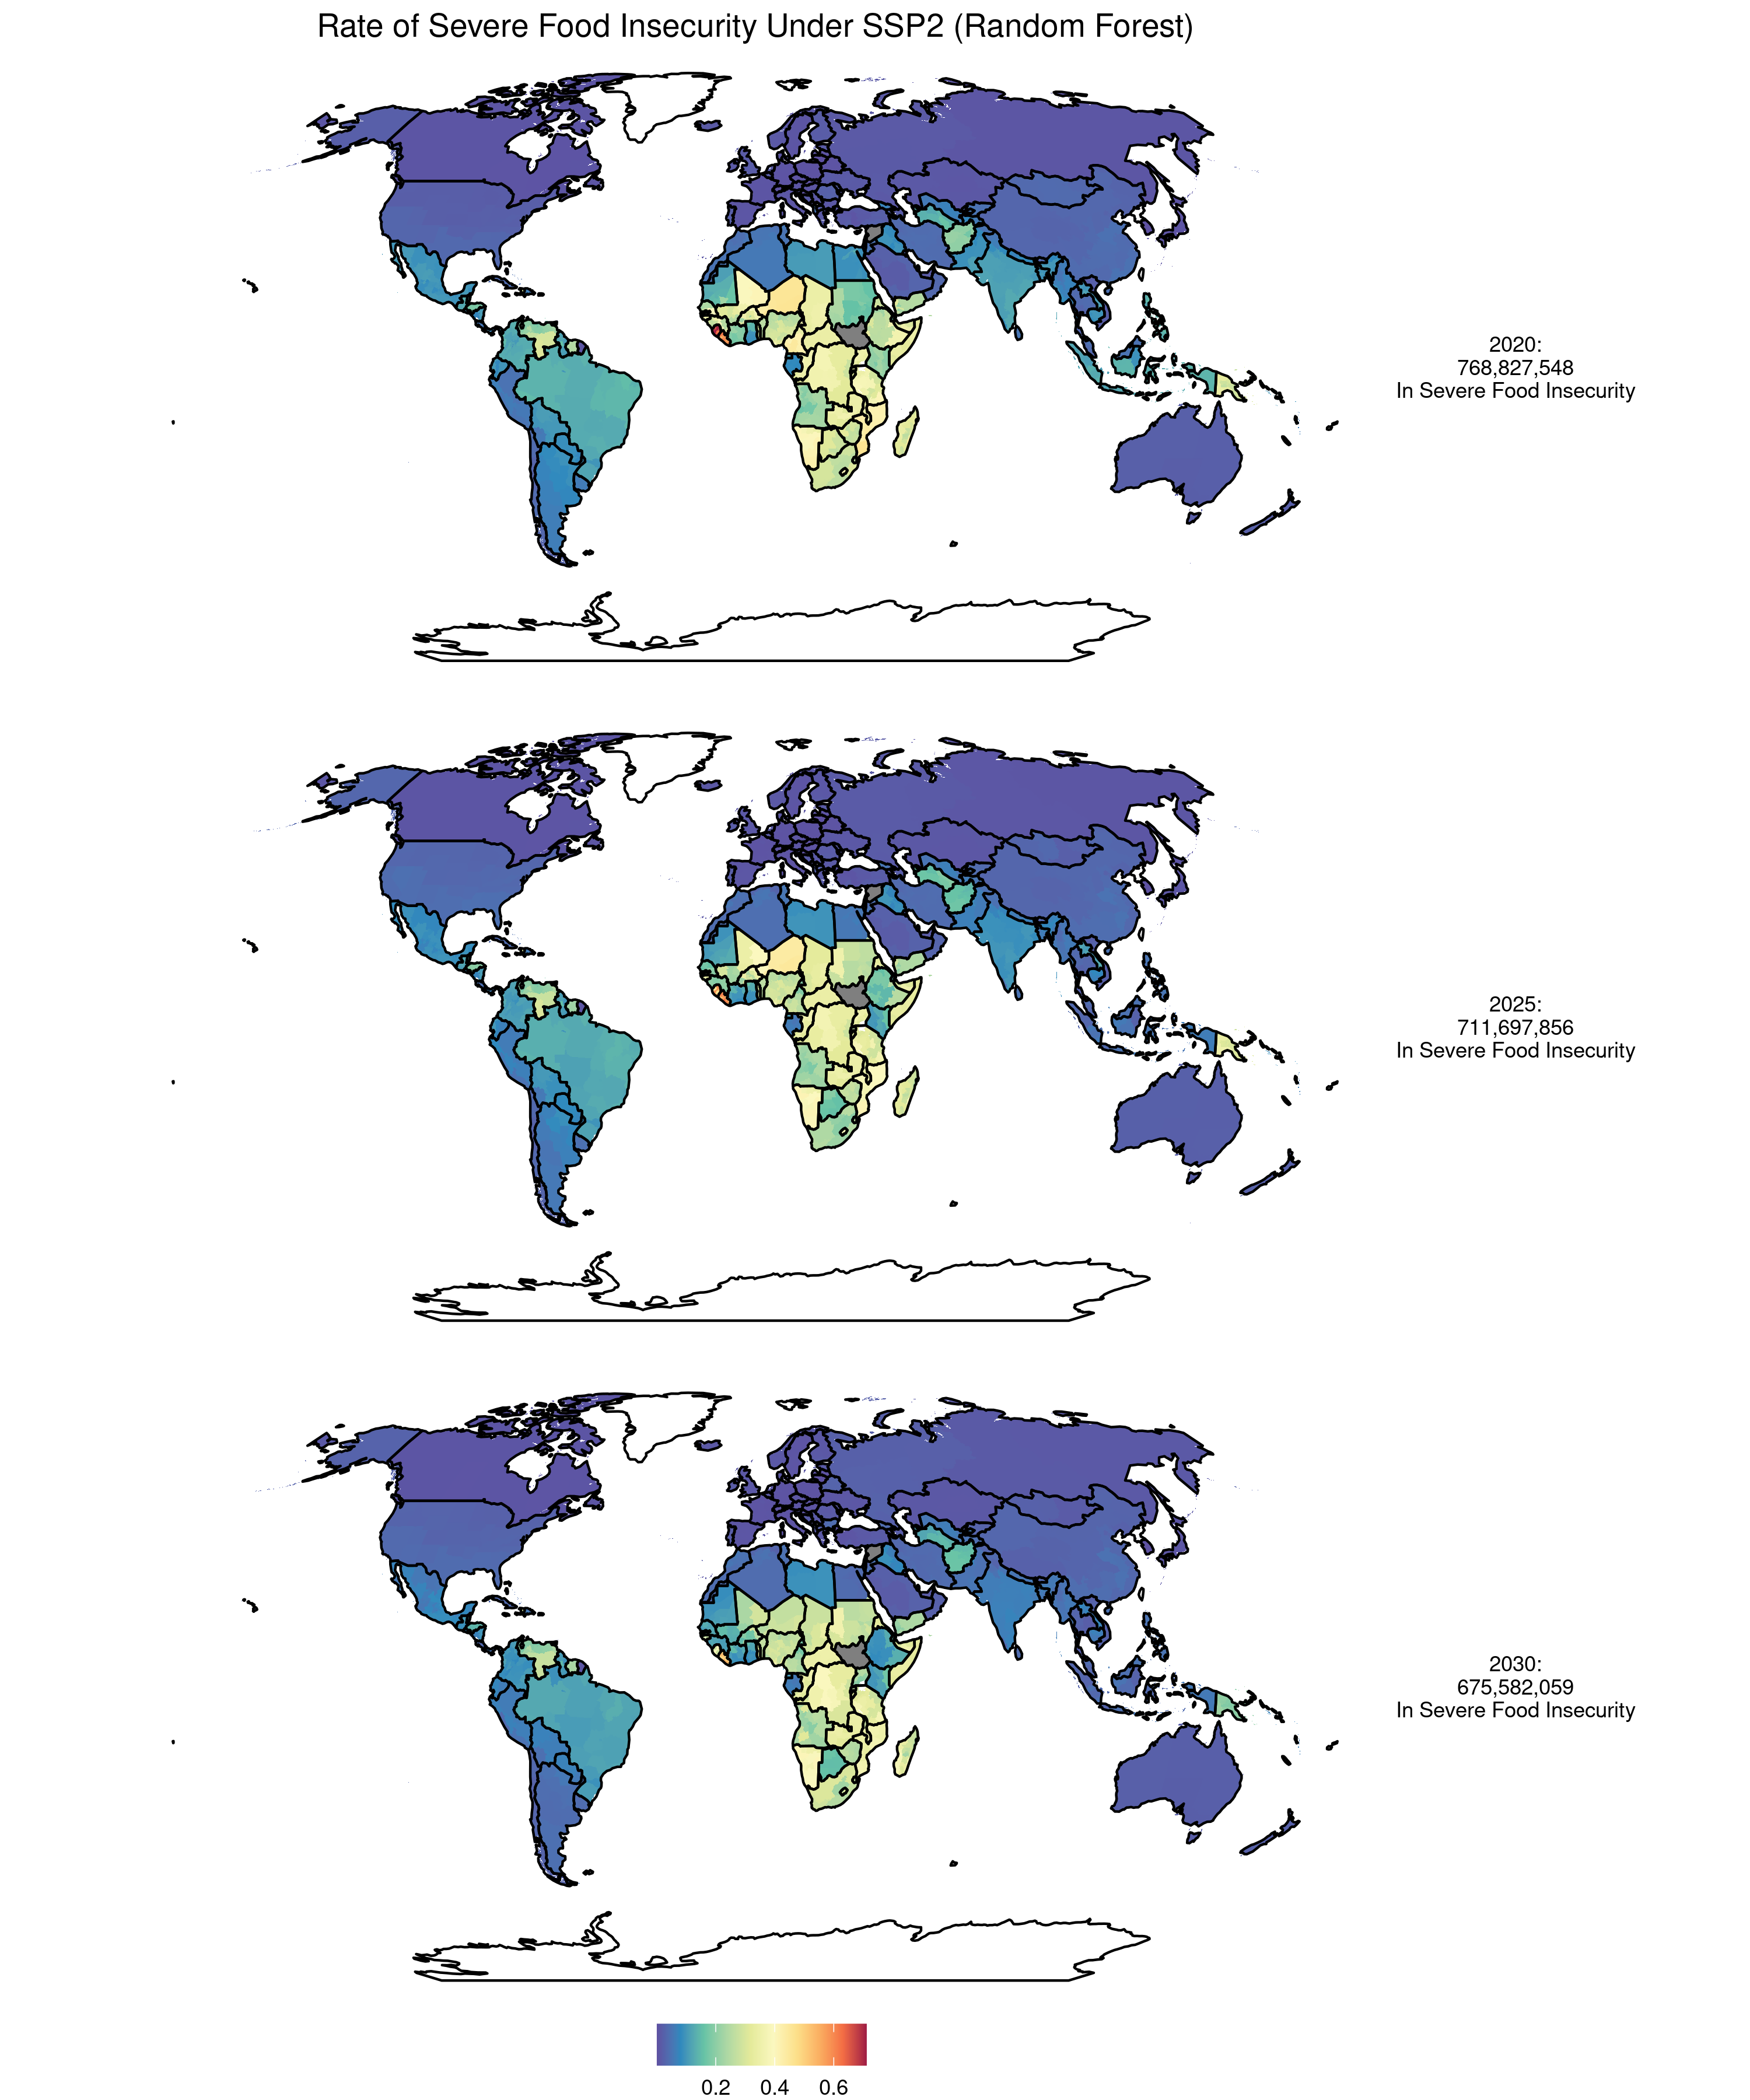 Rate of Severe Food Insecurity Under SSP2 (Random Forest)
2020:
768,827,548
In Severe Food Insecurity
2025:
711,697,856
In Severe Food Insecurity
2030:
675,582,059
In Severe Food Insecurity
0.2 0.4 0.6